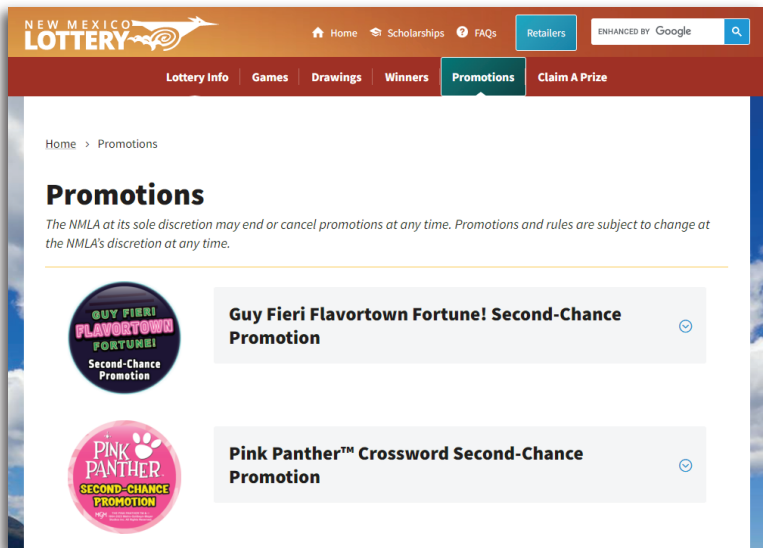 NEW MEXICO
LOTTERY
Home
Scholarships
FAQs
Retailers
ENHANCED BY Google
Lottery Info
Games
Drawings
Winners
Promotions
Claim A Prize
Home > Promotions
Promotions
The NMLA at its sole discretion may end or cancel promotions at any time. Promotions and rules are subject to change at
the NMLA's discretion at any time.
GUY FIERI
FLAVORTOWN
FORTUNE!
Second-Chance
Promotion
Guy Fieri Flavortown Fortune! Second-Chance
Promotion
PINK
PANTHER
SECOND-CHANCE
PROMOTION
MGM
Pink Panther™ Crossword Second-Chance
Promotion